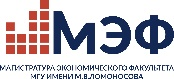 МЭФ
МАГИСТРАТУРА ЭКОНОМИЧЕСКОГО ФАКУЛЬТЕТА
МГУ ИМЕНИ М.В.ЛОМОНОСОВА